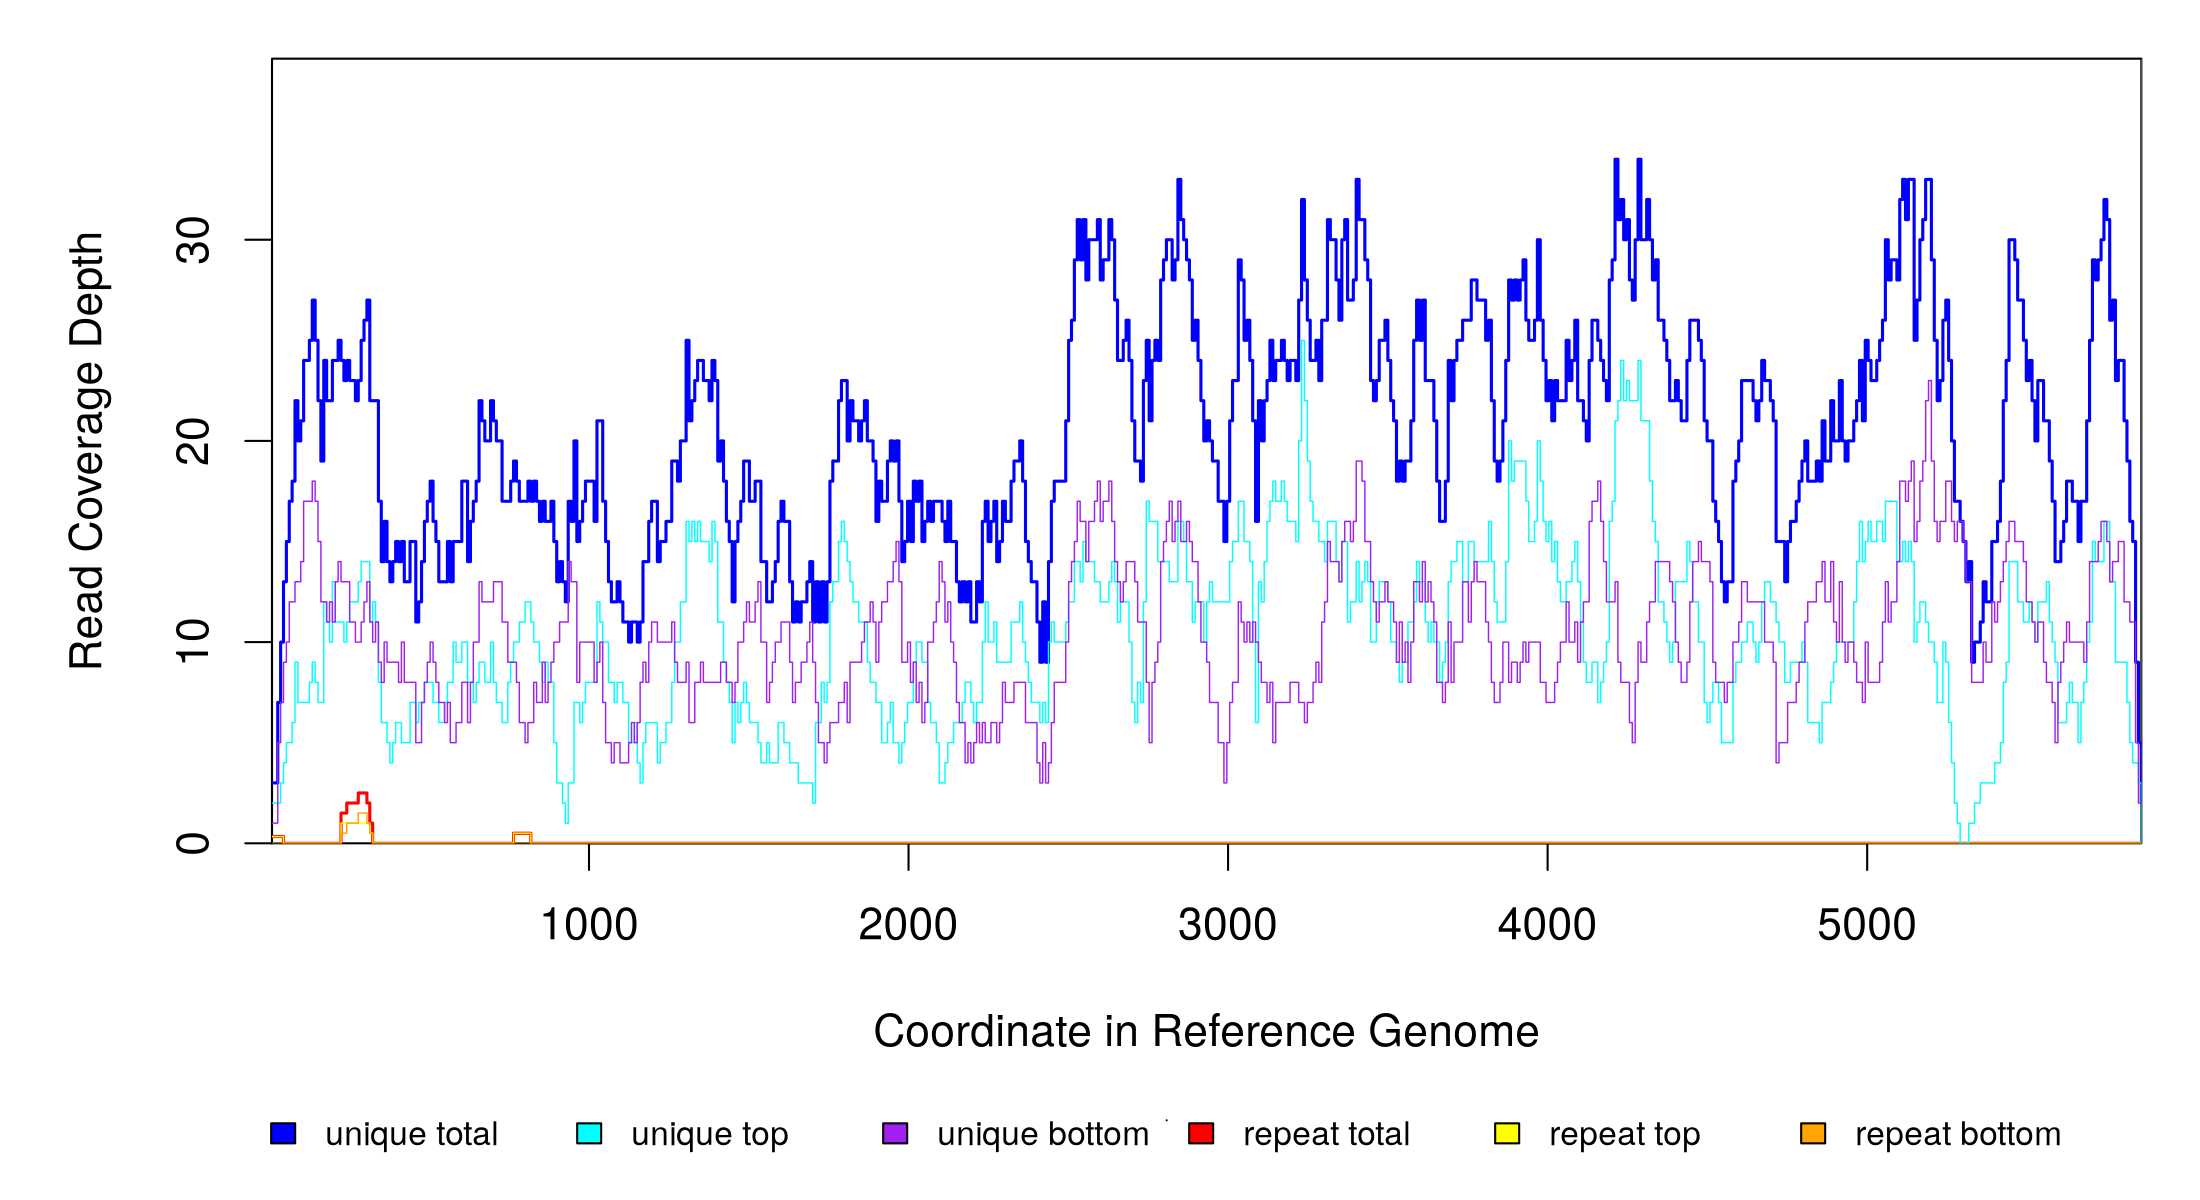 Read Coverage Depth
30
20
10
0
1000 2000 3000 4000 5000
Coordinate in Reference Genome
unique total unique top unique bottom repeat total repeat top repeat bottom